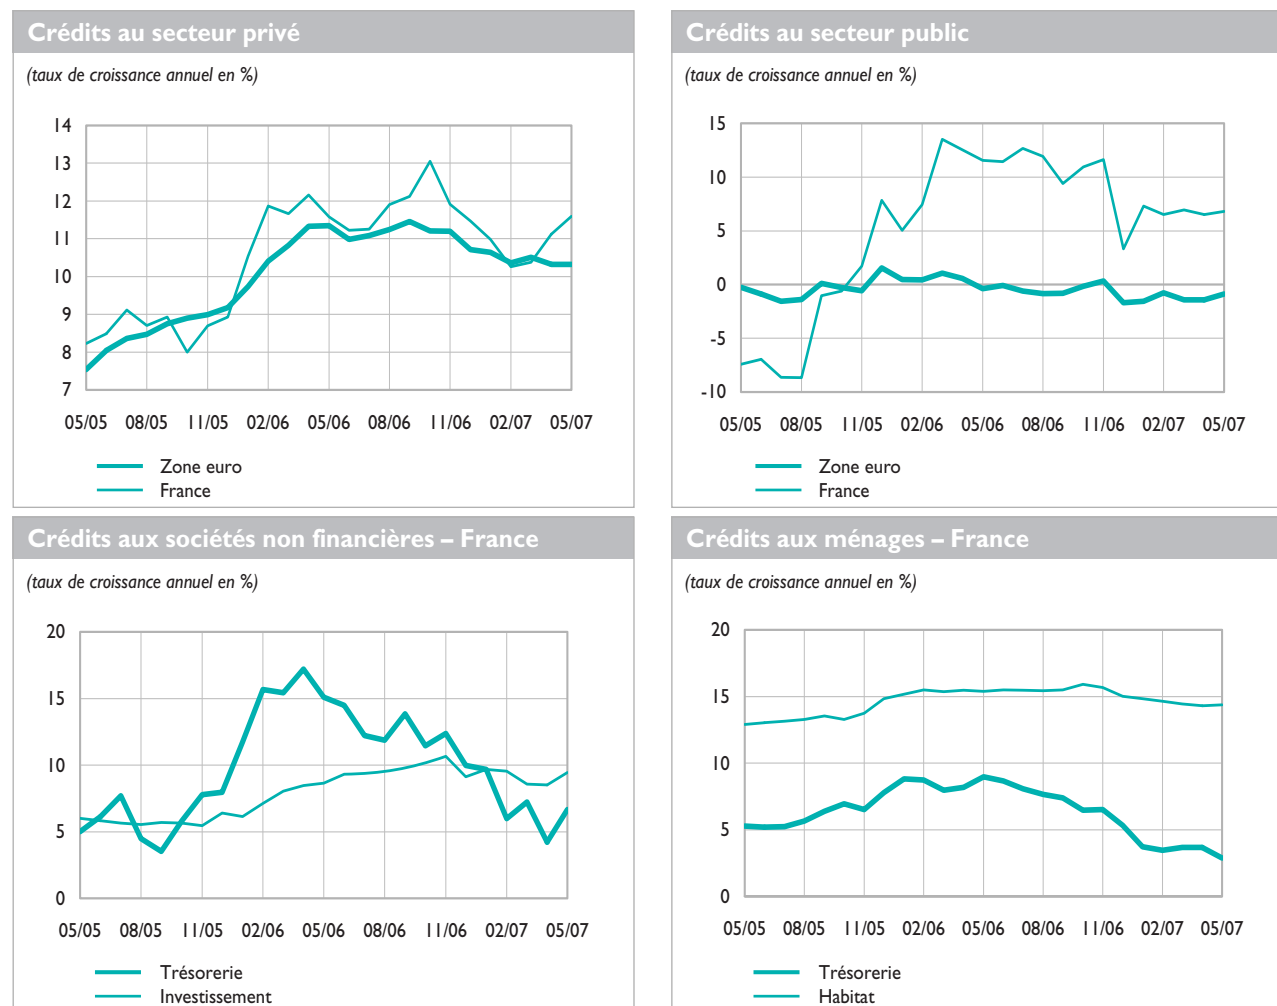 Crédits au secteur privé
(taux de croissance annuel en %)
14
13
12
11
10
9
8
7
05/05 08/05 11/05 02/06 05/06 08/06 11/06 02/07 05/07
Zone euro
France
Crédits au secteur public
(taux de croissance annuel en %)
15
10
5
0
-5
-10
05/05 08/05 11/05 02/06 05/06 08/06 11/06 02/07 05/07
Zone euro
France
Crédits aux sociétés non financières – France
(taux de croissance annuel en %)
20
15
10
5
0
05/05 08/05 11/05 02/06 05/06 08/06 11/06 02/07 05/07
Trésorerie
Investissement
Crédits aux ménages – France
(taux de croissance annuel en %)
20
15
10
5
0
05/05 08/05 11/05 02/06 05/06 08/06 11/06 02/07 05/07
Trésorerie
Habitat